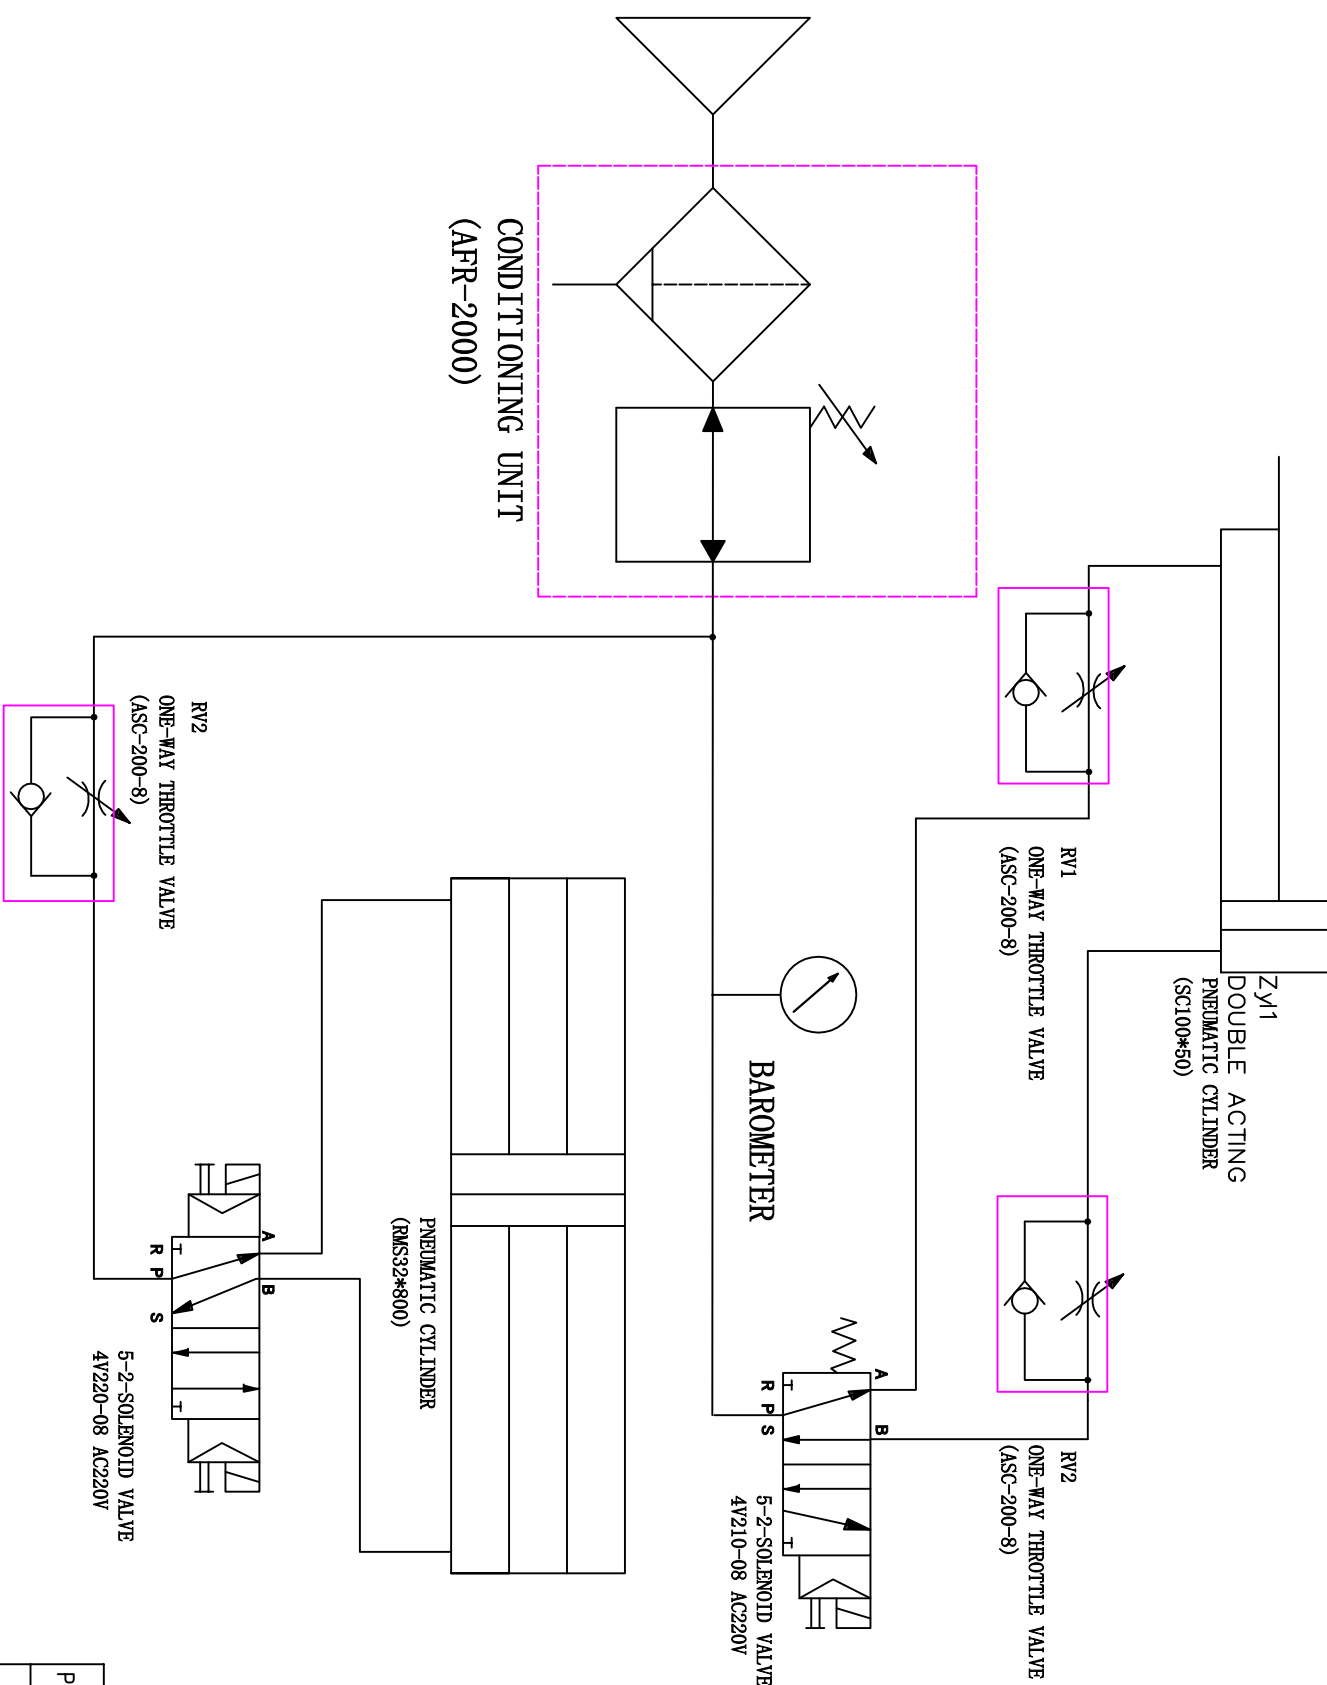 CONDITIONING UNIT
(AFR-2000)
RV2
ONE-WAY THROTTLE VALVE
(ASC-200-8)
RV1
ONE-WAY THROTTLE VALVE
(ASC-200-8)
Zyl1
DOUBLE ACTING
PNEUMATIC CYLINDER
(SC100*50)
BAROMETER
PNEUMATIC CYLINDER
(RMS32*800)
A
B
R P S
5-2-SOLENOID VALVE
4V220-08 AC220V
A
B
R P S
5-2-SOLENOID VALVE
4V210-08 AC220V
RV2
ONE-WAY THROTTLE VALVE
(ASC-200-8)
P